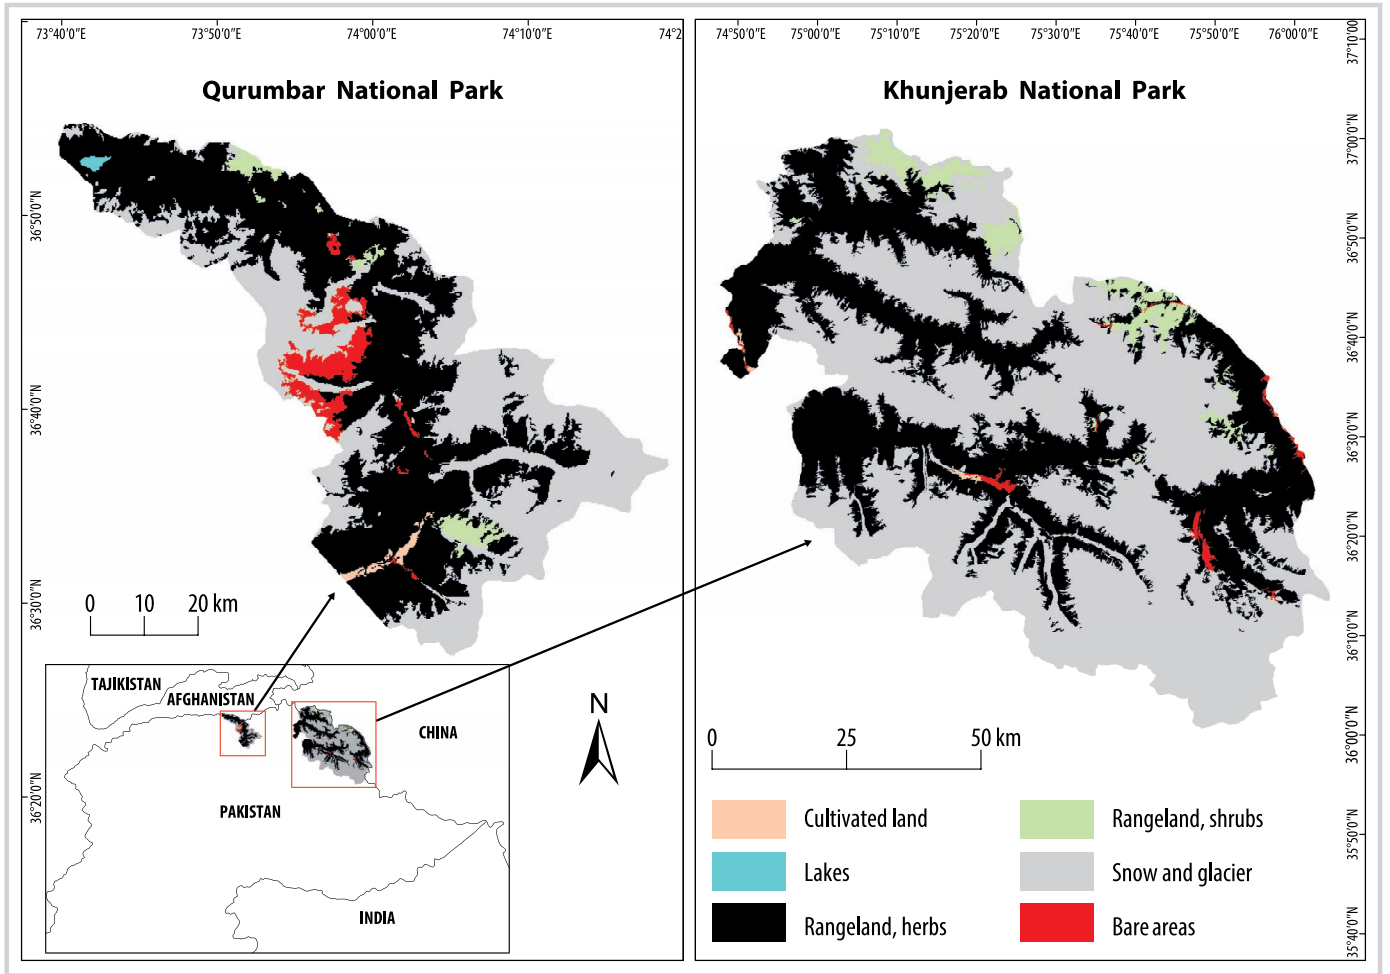 73°40'0"E 73°50'0"E 74°00'0"E 74°10'0"E 74°2
74°50'0"E 75°00'0"E 75°10'0"E 75°20'0"E 75°30'0"E 75°40'0"E 75°50'0"E 76°00'0"E
Qurumbar National Park
Khunjerab National Park
36°50'0"N
36°40'0"N
36°30'0"N
36°20'0"N
37°10'00
37°00'0"N
36°50'0"N
36°40'0"N
36°30'0"N
36°20'0"N
36°10'0"N
36°00'0"N
35°50'0"N
35°40'0"N
0 10 20 km
TAJIKISTAN
AFGHANISTAN
CHINA
PAKISTAN
INDIA
N
0 25 50 km
Cultivated land
Lakes
Rangeland, herbs
Rangeland, shrubs
Snow and glacier
Bare areas